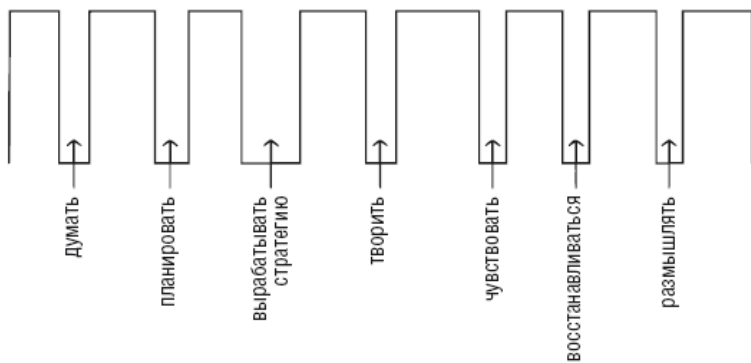 думать
планировать
вырабатывать
стратегию
творить
чувствовать
восстанавливаться
размышлять